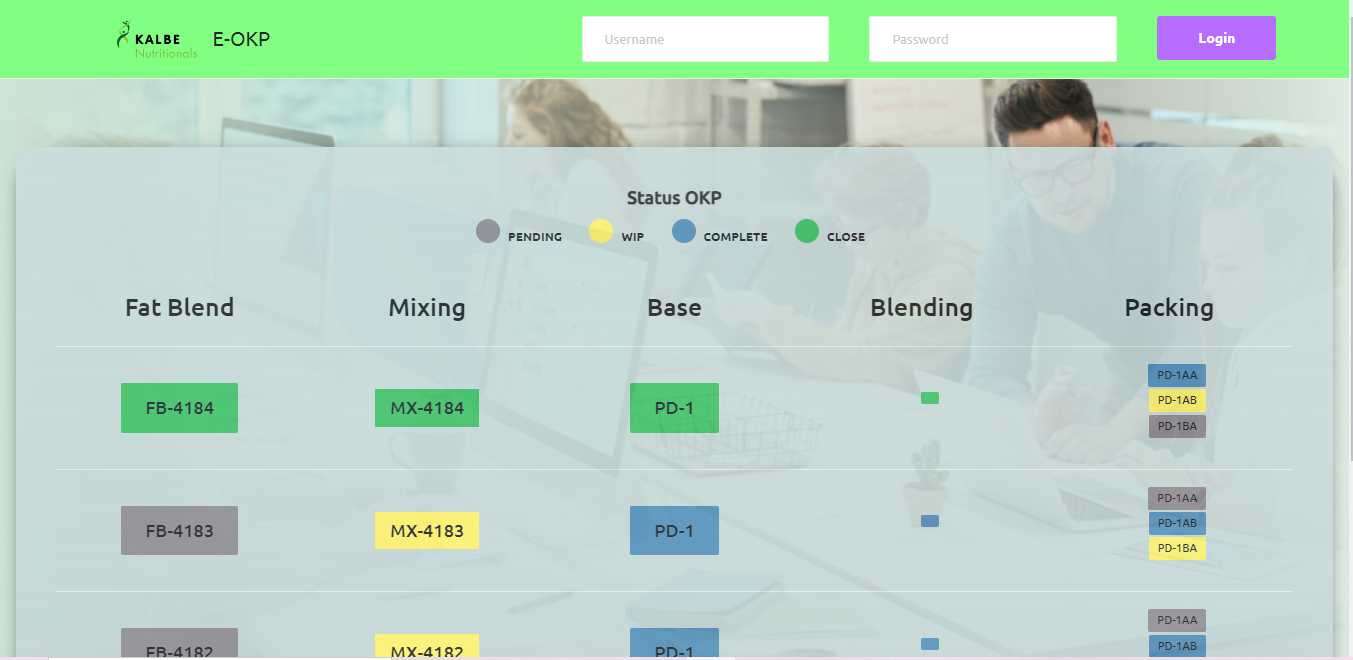 KALBE
Nutritionals
E-OKP
Username
Password
Login
Status OKP
PENDING WIP COMPLETE CLOSE
Fat Blend Mixing Base Blending Packing
FB-4184 MX-4184 PD-1
PD-1AA
PD-1AB
PD-1BA
FB-4183 MX-4183 PD-1
PD-1AA
PD-1AB
PD-1BA
FB-4182 MX-4182 PD-1
PD-1AA
PD-1AB